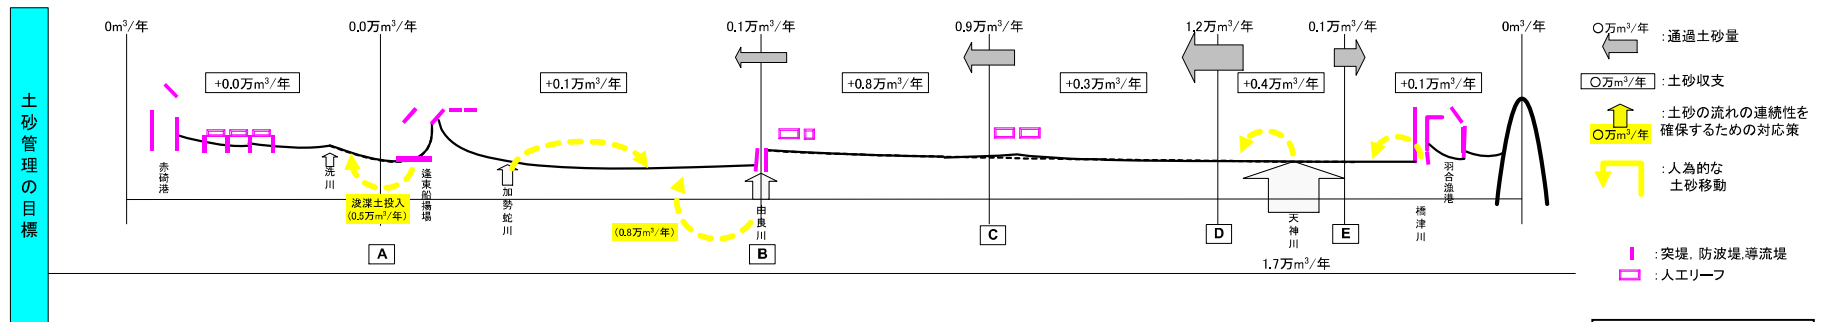 土砂管理の目標
0m³/年
0.0万m³/年
0.1万m³/年
0.9万m³/年
1.2万m³/年
0.1万m³/年
0m³/年
+0.0万m³/年
+0.1万m³/年
+0.8万m³/年
+0.3万m³/年
+0.4万m³/年
+0.1万m³/年
赤碕港
洗川
逢東船揚場
加勢蛇川
由良川
天神川
橋津川
羽合漁港
浚渫土投入
(0.5万m³/年)
(0.8万m³/年)
A
B
C
D
E
1.7万m³/年
〇万m³/年
:通過土砂量
〇万m³/年
:土砂収支
:土砂の流れの連続性を
確保するための対応策
〇万m³/年
:人為的な
土砂移動
:突堤, 防波堤,導流堤
:人工リーフ